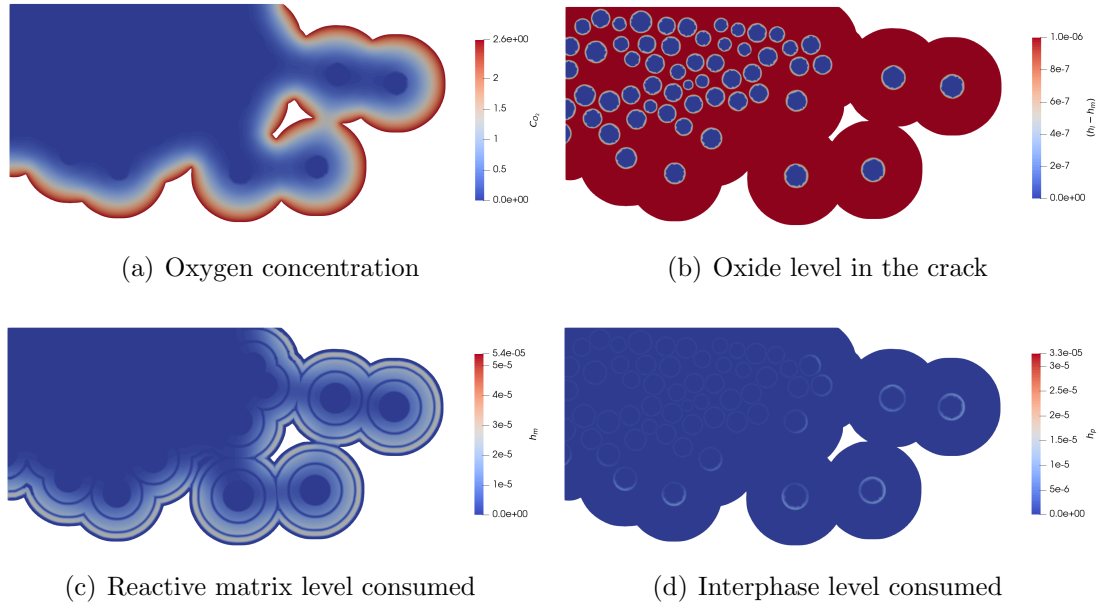 2.6e+00
2
1.5
1
0.5
0.0e+00
C_{O_2}
1.0e-06
8e-7
6e-7
4e-7
2e-7
0.0e+00
(h_l − h_m)
(a) Oxygen concentration
(b) Oxide level in the crack
5.4e-05
4e-5
3e-5
2e-5
1e-5
0.0e+00
h_m
3.3e-05
3e-5
2.5e-5
2e-5
1.5e-5
1e-5
5e-6
0.0e+00
h_p
(c) Reactive matrix level consumed
(d) Interphase level consumed